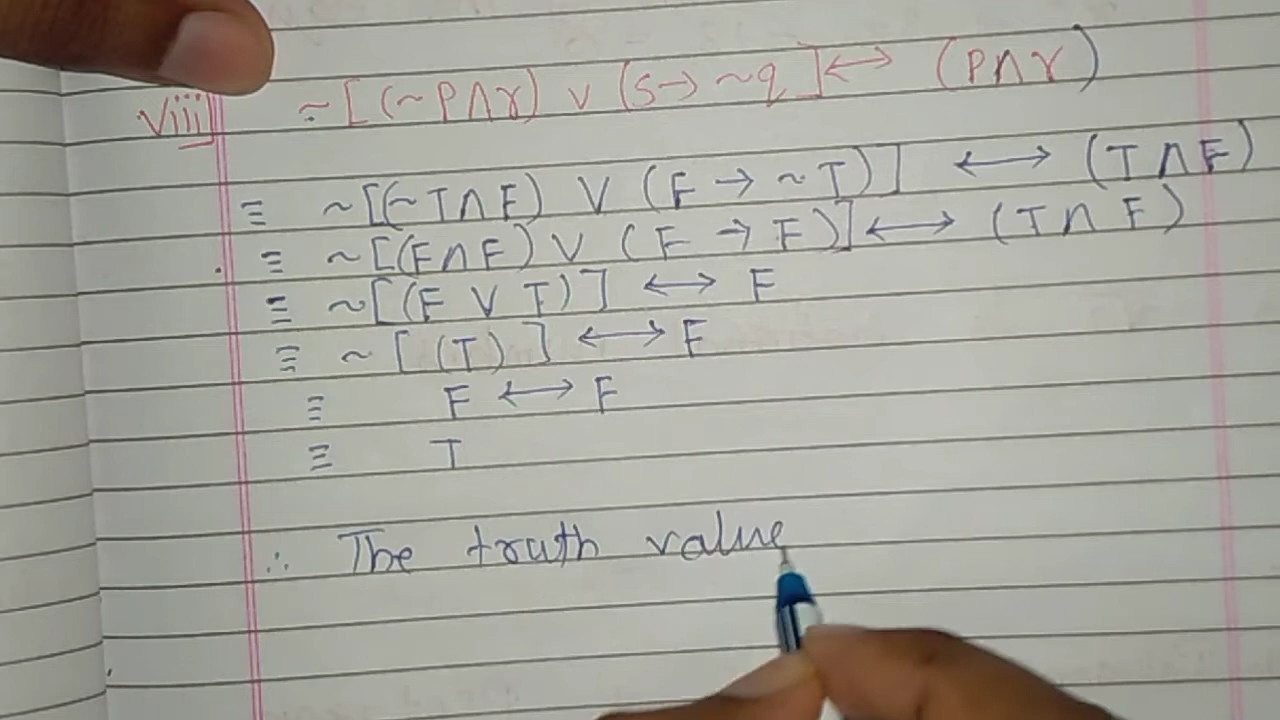 viii] ~[(~p∧r) ∨ (s→ ~q]↔ (p∧r)
≡ ~[(~T∧F) ∨ (F → ~T)] ↔ (T∧F)
≡ ~[(F∧F) ∨ (F → F)]↔ (T∧F)
≡ ~[(F ∨ T)] ↔ F
≡ ~ [(T)] ↔ F
≡ F ↔ F
≡ T
∴ The truth value